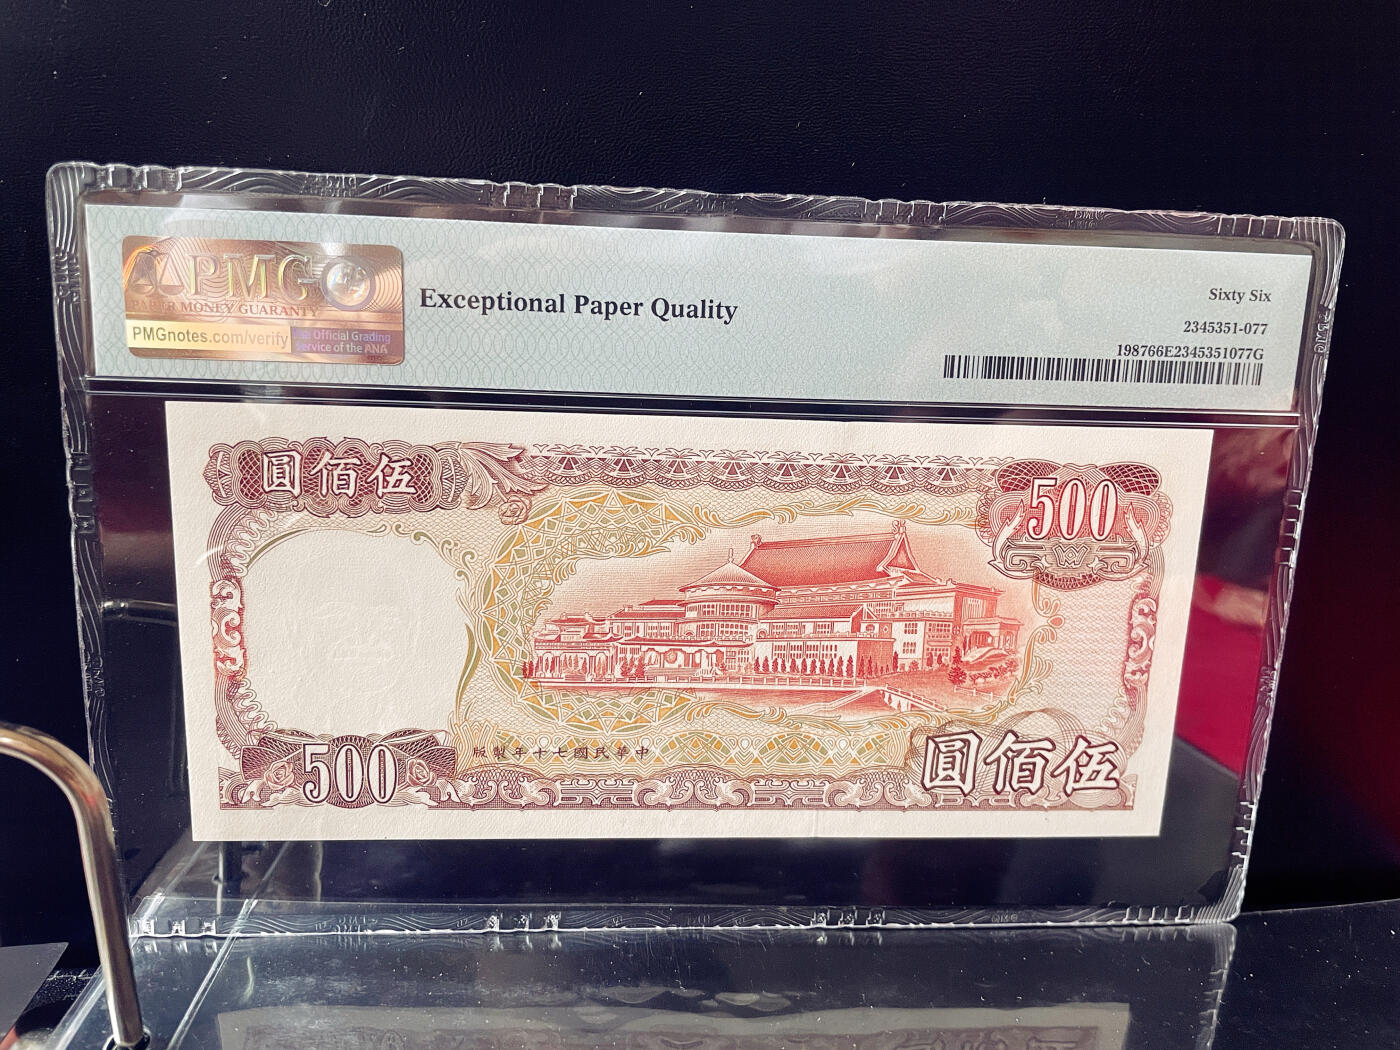 PMG
PAPER MONEY GUARANTY
PMGnotes.com/verify
Official Grading
Service of the ANA
Exceptional Paper Quality
Sixty Six
2345351-077
198766E2345351077G
圓佰伍
500
中華民國七十年製版
500
圓佰伍